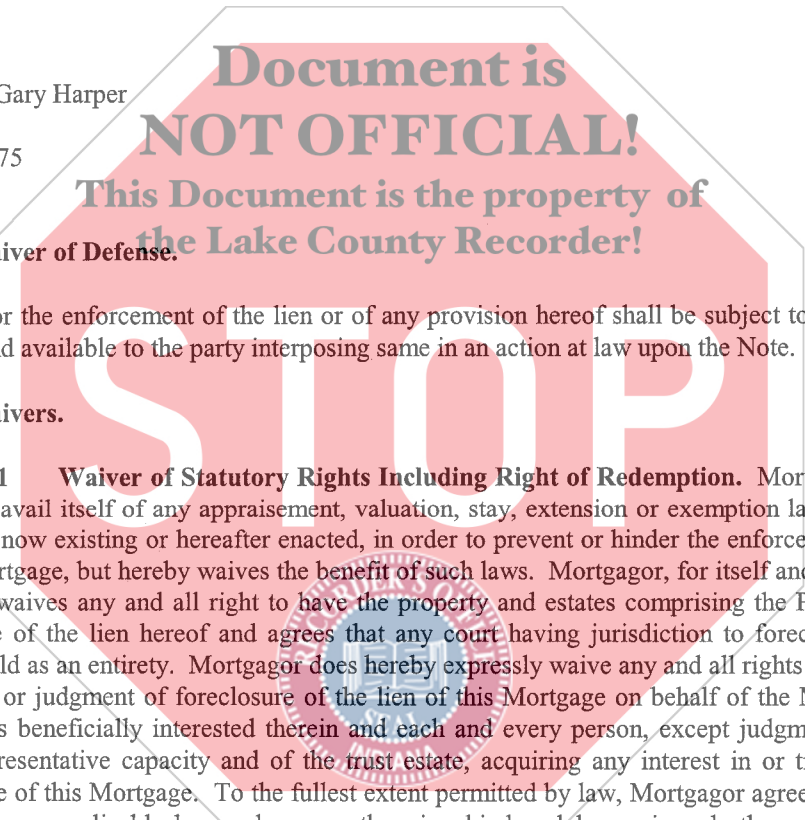 Document is
Gary Harper
NOT OFFICIAL!
75
This Document is the property of
the Lake County Recorder!
iver of Defense.
or the enforcement of the lien or of any provision hereof shall be subject to
d available to the party interposing same in an action at law upon the Note.
STOP
ivers.
1 Waiver of Statutory Rights Including Right of Redemption. Mor
avail itself of any appraisement, valuation, stay, extension or exemption la
now existing or hereafter enacted, in order to prevent or hinder the enforce
rtgage, but hereby waives the benefit of such laws. Mortgagor, for itself and
waives any and all right to have the property and estates comprising the P
e of the lien hereof and agrees that any court having jurisdiction to forec
ld as an entirety. Mortgagor does hereby expressly waive any and all rights
or judgment of foreclosure of the lien of this Mortgage on behalf of the M
s beneficially interested therein and each and every person, except judgm
resentative capacity and of the trust estate, acquiring any interest in or t
e of this Mortgage. To the fullest extent permitted by law, Mortgagor agree
RECORDER'S OFFICE
SEAL
INDIANA